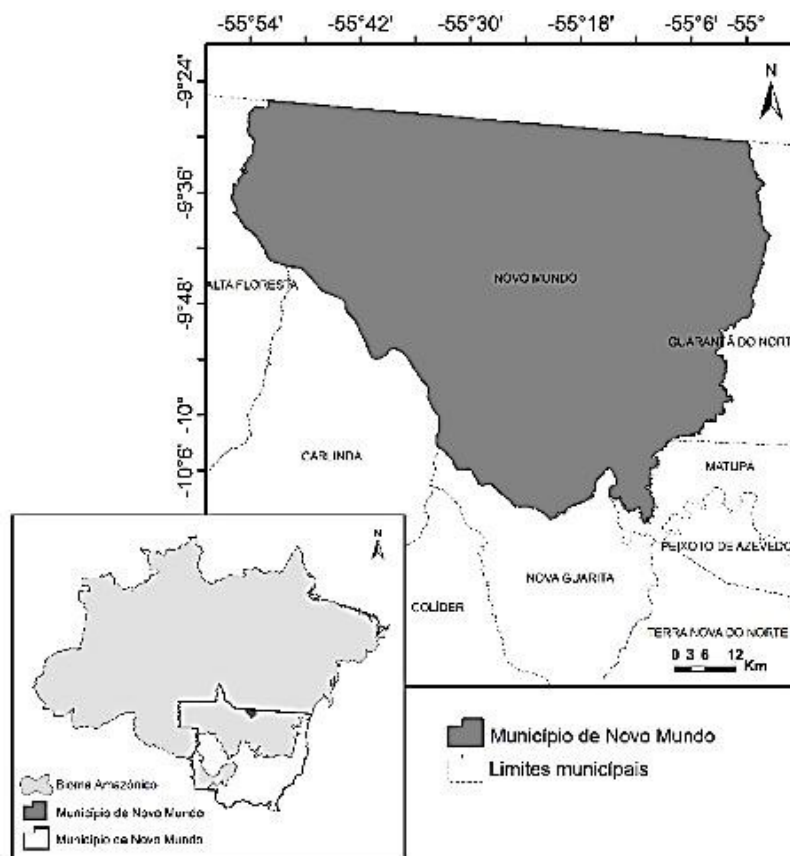 -55°54' -55°42' -55°30' -55°18' -55°6' -55°
-9°24'
N
-9°36'
NOVO MUNDO
ALTA FLORESTA
-9°48'
GUARANTÃ DO NORT
-10°
CARLINDA
MATUPA
-10°6'
PEIXOTO DE AZEVEDO
NOVA GUARITA
COLÍDER
TERRA NOVA DO NORTE
0 3 6 12
Km
N
Bioma Amazônico
Município de Novo Mundo
Município de Novo Mundo
Município de Novo Mundo
Limites municípais